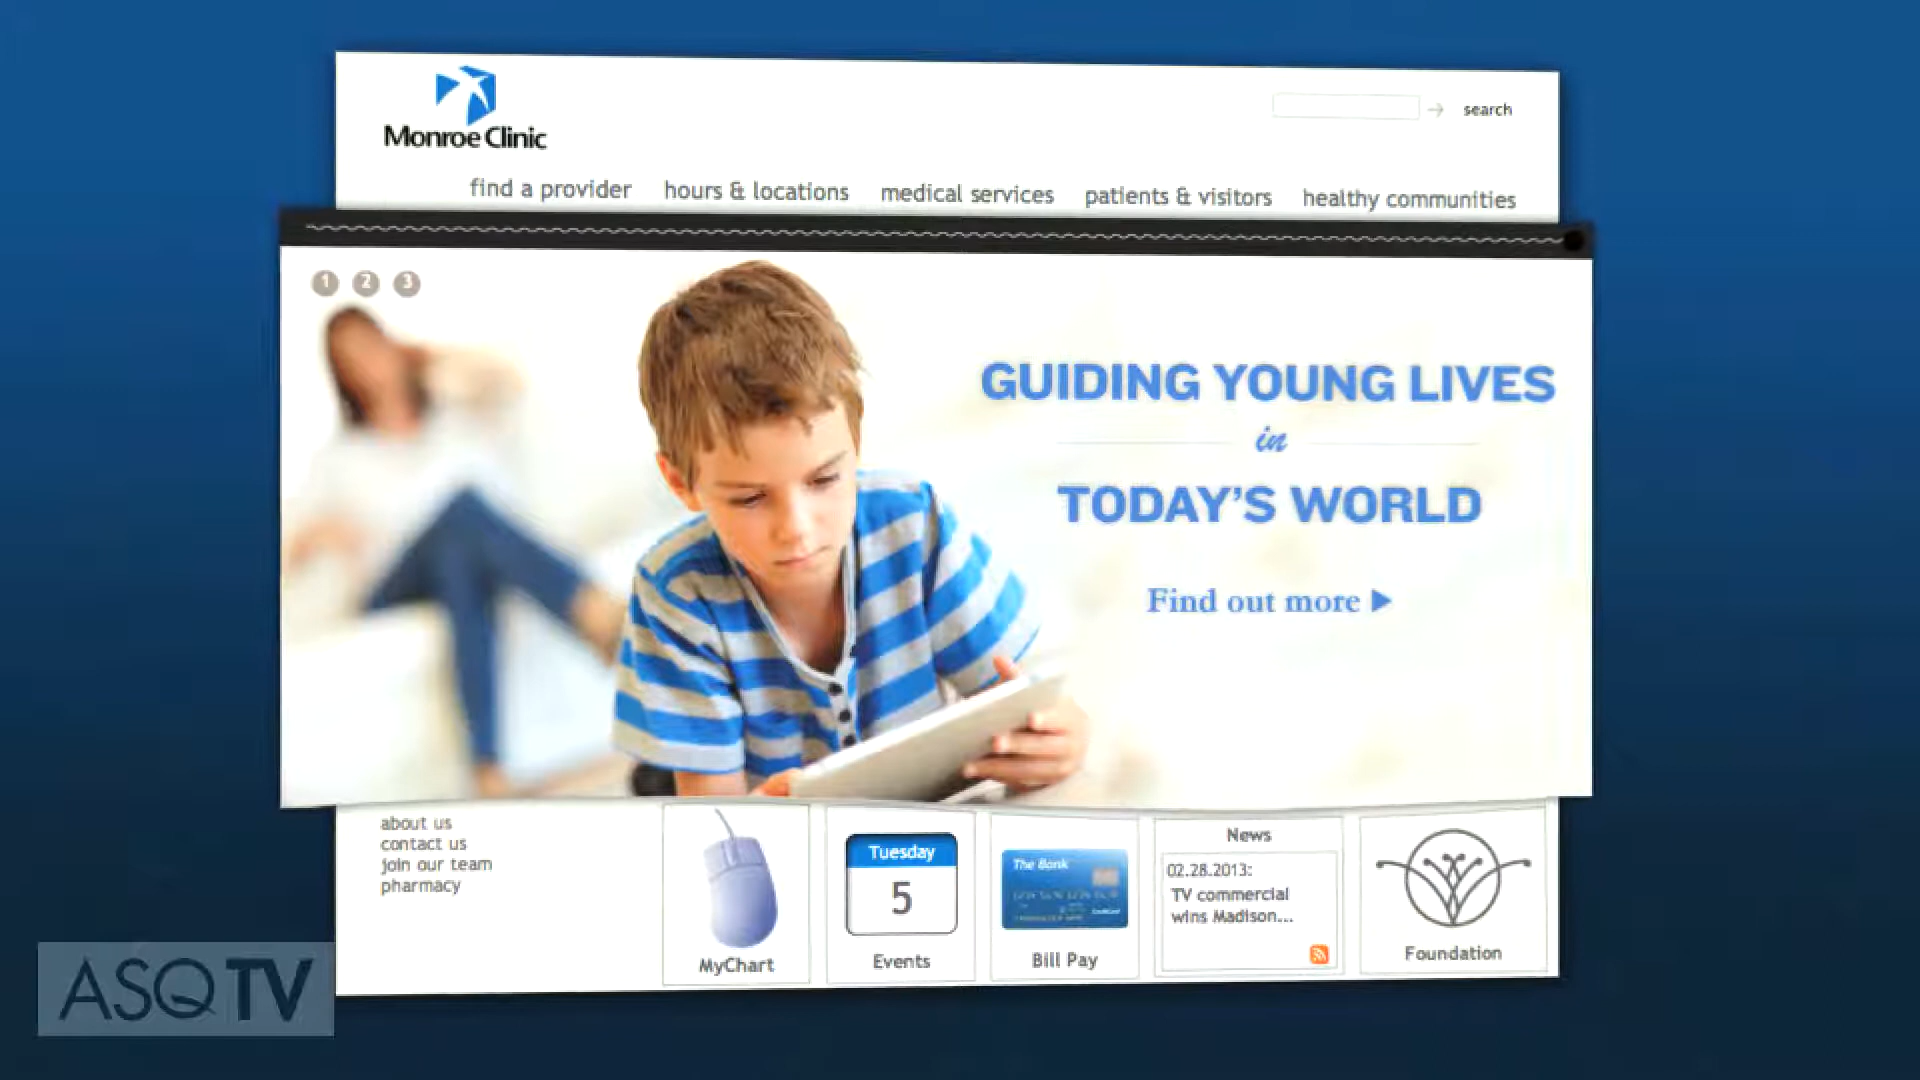 Monroe Clinic
search
find a provider hours & locations medical services patients & visitors healthy communities
1 2 3
GUIDING YOUNG LIVES
in
TODAY'S WORLD
Find out more
about us
contact us
join our team
pharmacy
MyChart
Tuesday
5
Events
The Bank
Bill Pay
News
02.28.2013:
TV commercial
wins Madison...
Foundation
ASQTV